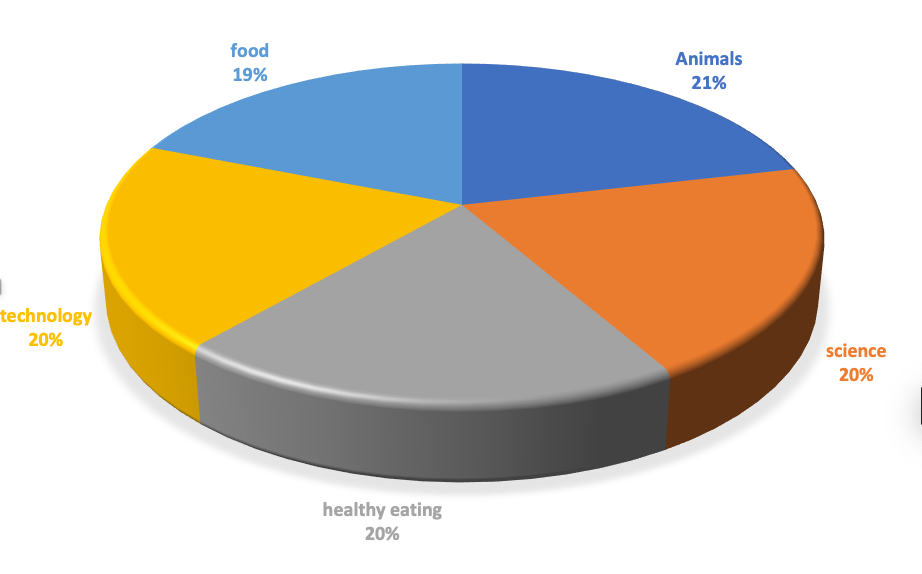 food
19%
Animals
21%
technology
20%
science
20%
healthy eating
20%